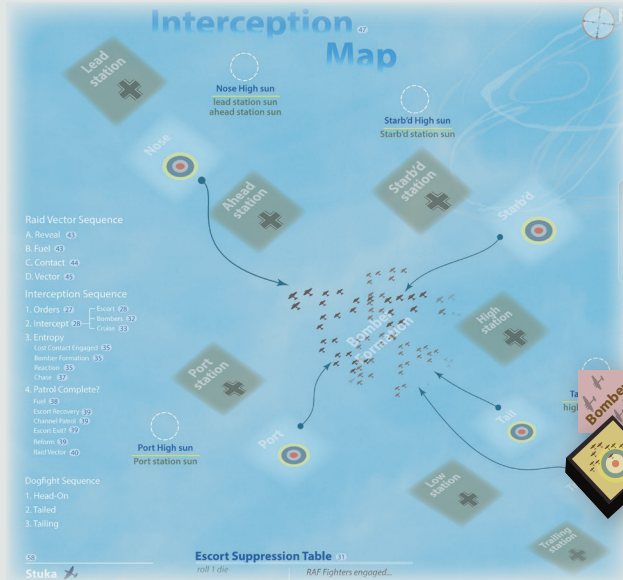 Interception 47
Map
Lead
station
Nose High sun
lead station sun
ahead station sun
Starb'd High sun
Starb'd station sun
Nose
Ahead
station
Starb'd
station
Starb'd
Raid Vector Sequence
A. Reveal 43
B. Fuel 43
C. Contact 44
D. Vector 45
Interception Sequence
1. Orders 27
2. Intercept 28
Escort 28
Bombers 32
Cruise 33
3. Entropy
Lost Contact Engaged 35
Bomber Formation 35
Reaction 35
Chase 37
4. Patrol Complete?
Fuel 38
Escort Recovery 39
Channel Patrol 39
Escort Exit? 39
Reform 39
Raid Vector 40
Dogfight Sequence
1. Head-On
2. Tailed
3. Tailing
Bomber
Formation
High
station
Port
station
Port High sun
Port station sun
Port
Tail
Ta
high
Bomber
Low
station
Trailing
station
58
Stuka
Escort Suppression Table 31
roll 1 die
RAF Fighters engaged...